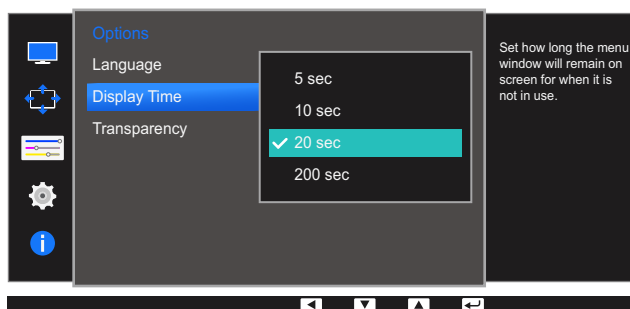 Options
Language
Display Time
Transparency
5 sec
10 sec
20 sec
200 sec
Set how long the menu
window will remain on
screen for when it is
not in use.